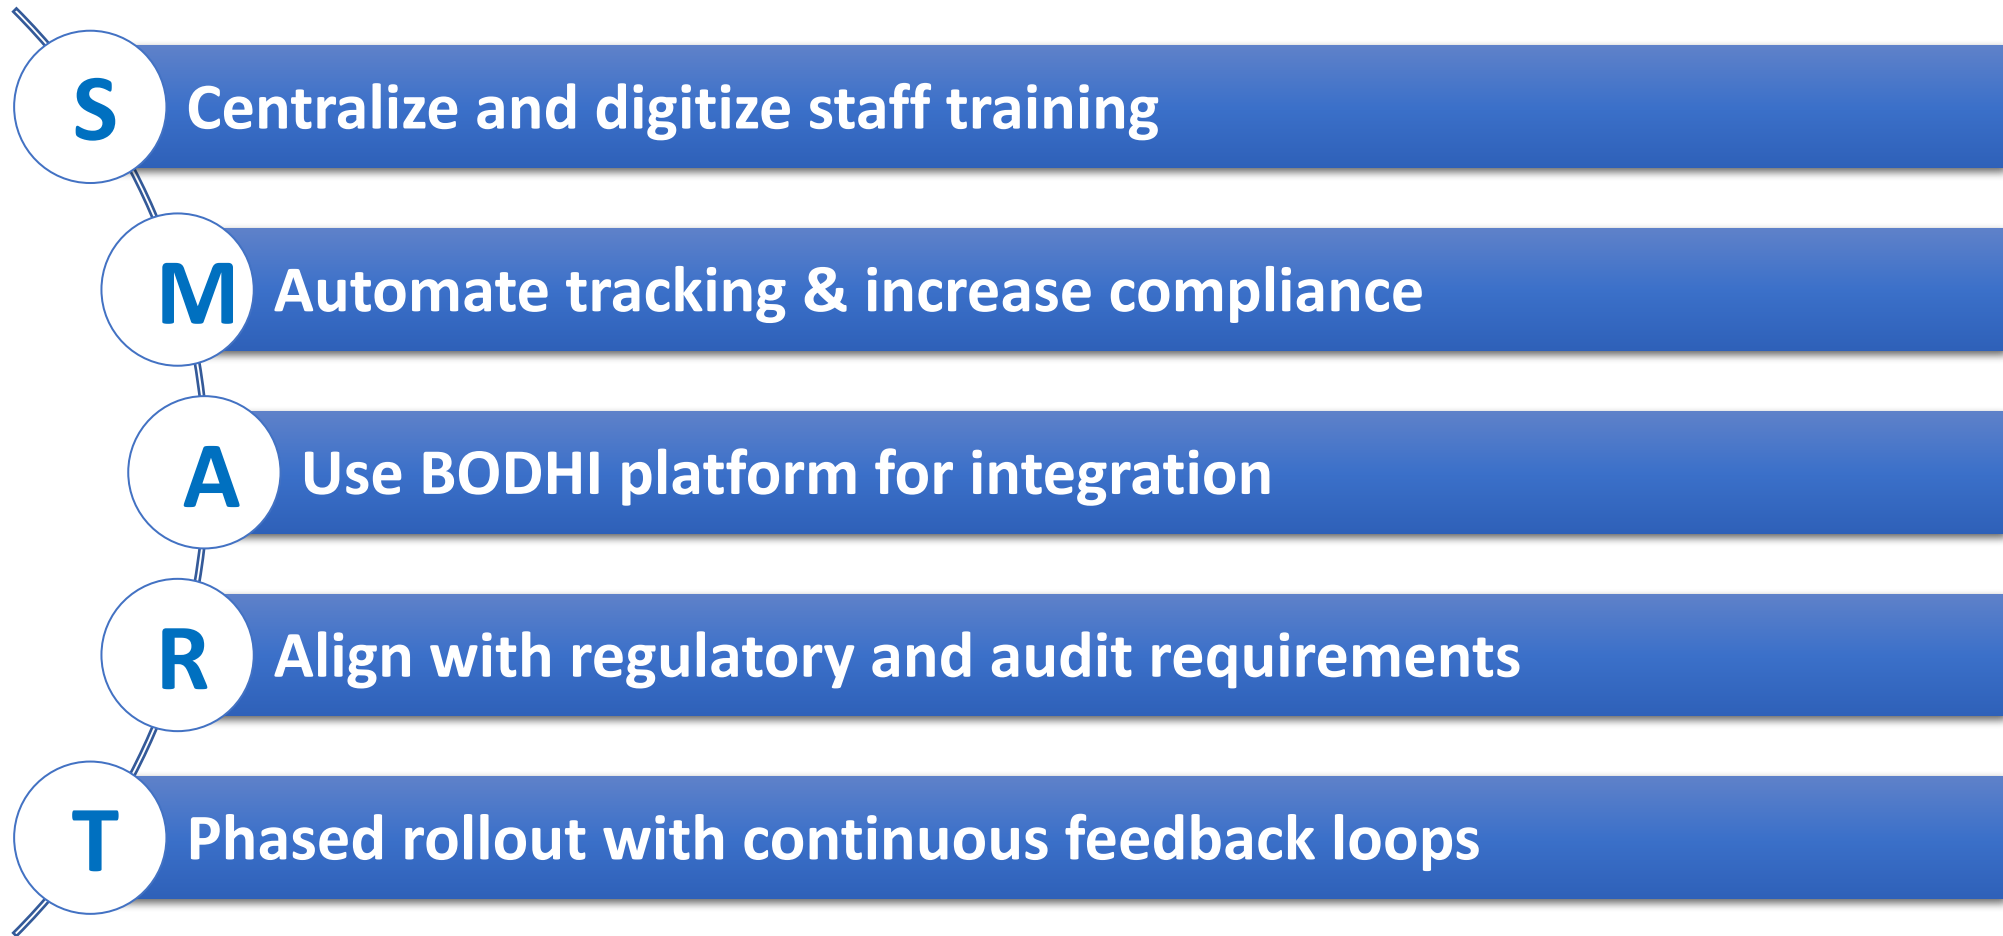 S Centralize and digitize staff training
M Automate tracking & increase compliance
A Use BODHI platform for integration
R Align with regulatory and audit requirements
T Phased rollout with continuous feedback loops